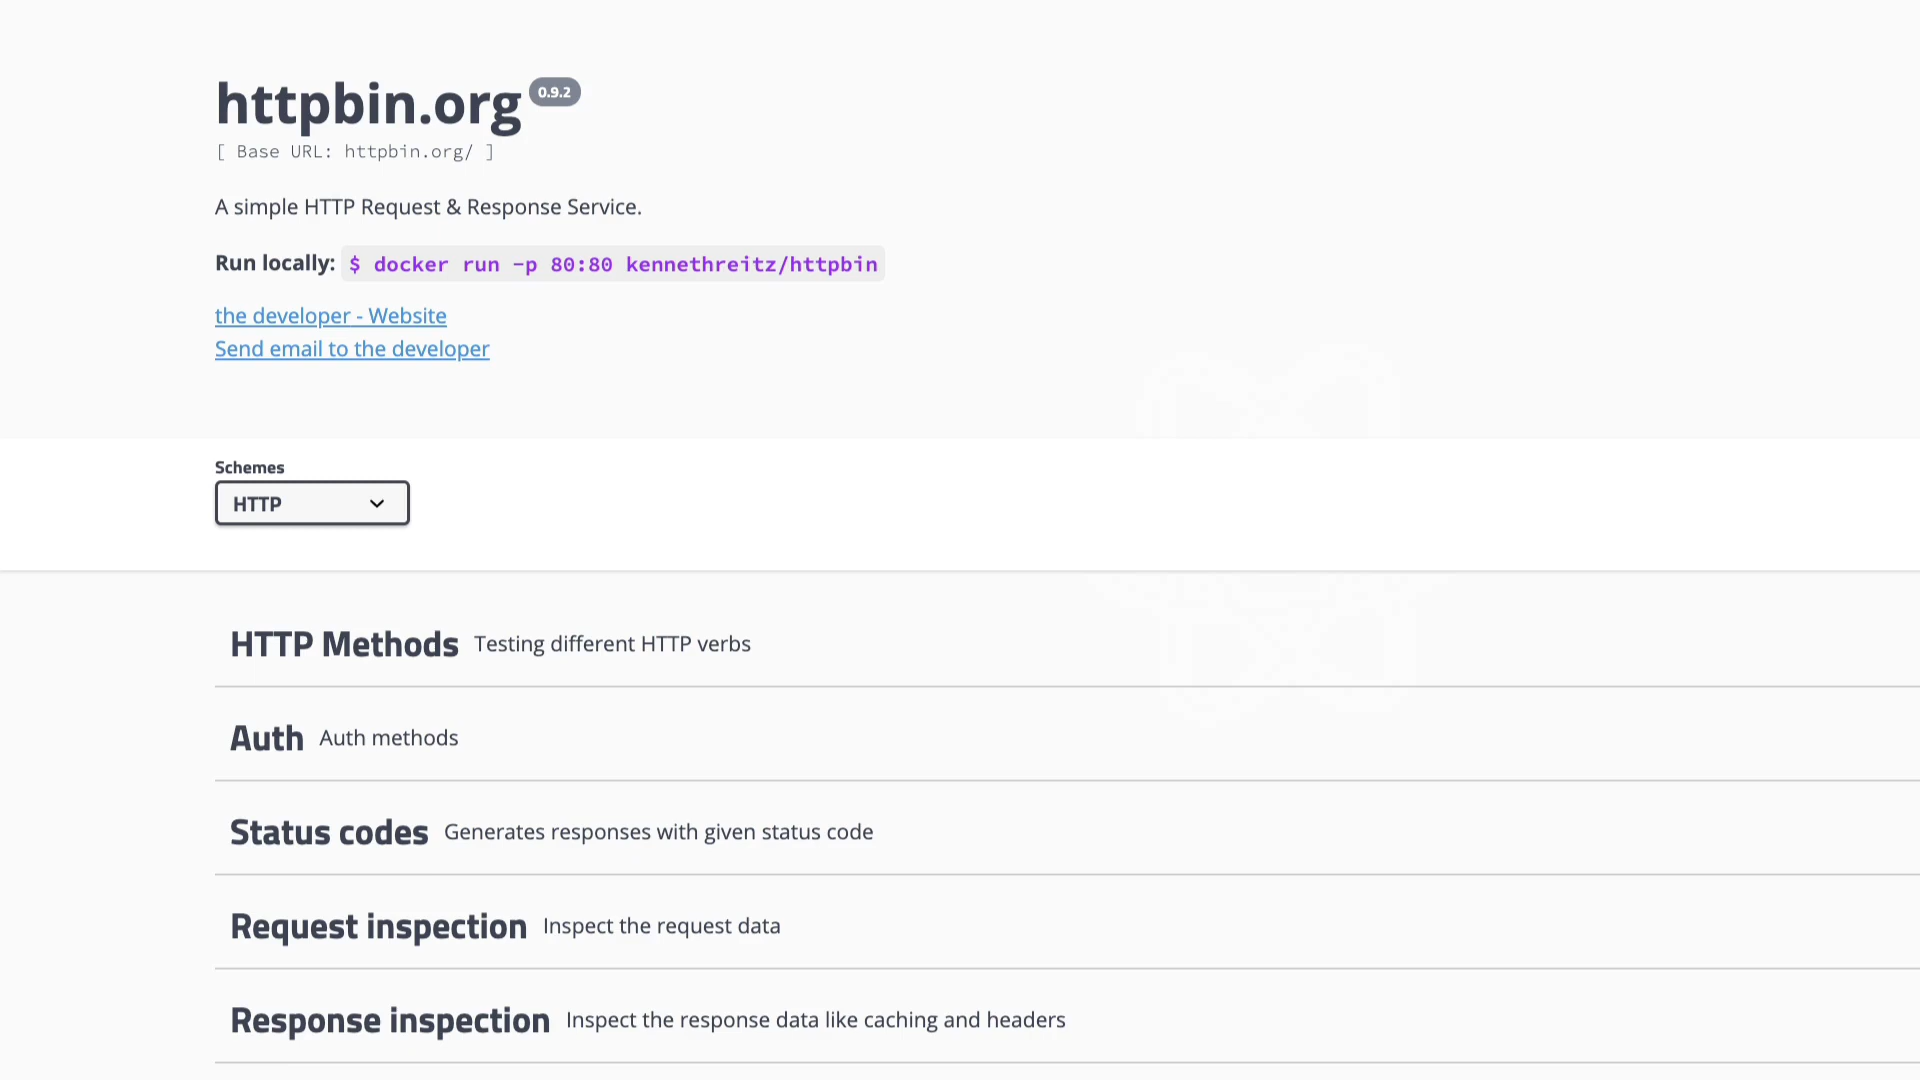 httpbin.org 0.9.2
[ Base URL: httpbin.org/ ]
A simple HTTP Request & Response Service.
Run locally: $ docker run -p 80:80 kennethreitz/httpbin
the developer - Website
Send email to the developer
Schemes
HTTP
HTTP Methods Testing different HTTP verbs
Auth Auth methods
Status codes Generates responses with given status code
Request inspection Inspect the request data
Response inspection Inspect the response data like caching and headers